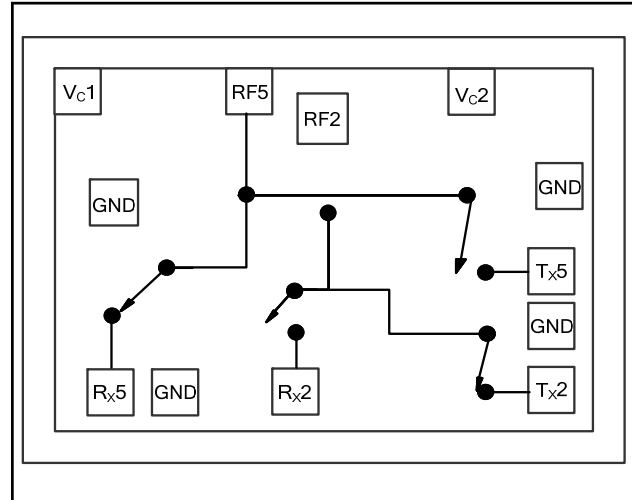 Vc1
RF5
RF2
Vc2
GND
GND
Tx5
GND
Rx5
GND
Rx2
Tx2